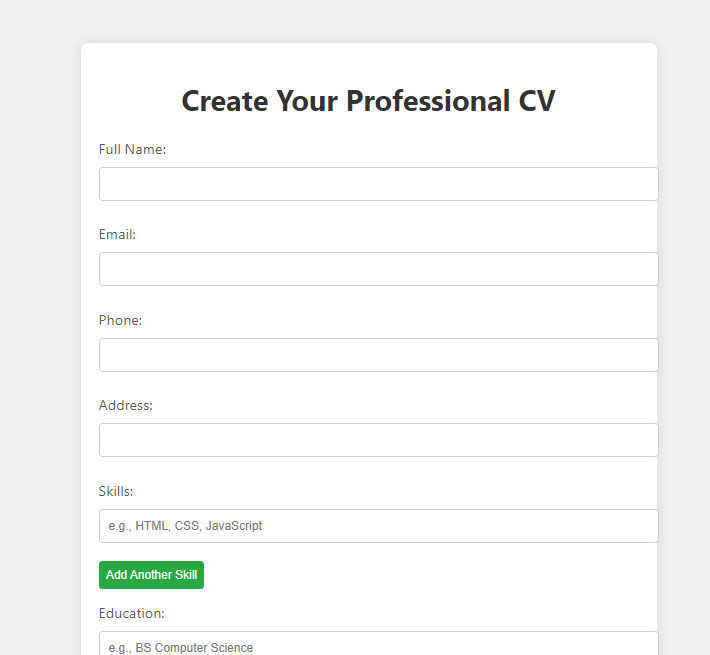 Create Your Professional CV
Full Name:
Email:
Phone:
Address:
Skills:
e.g., HTML, CSS, JavaScript
Add Another Skill
Education:
e.g., BS Computer Science